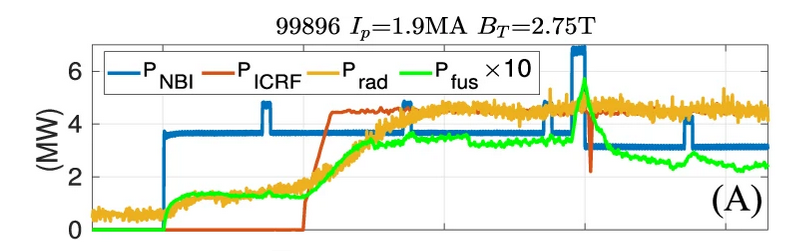 99896 I_p=1.9MA B_T=2.75T
P_NBI P_ICRF P_rad P_fus ×10
6
4
2
0
(MW)
(A)